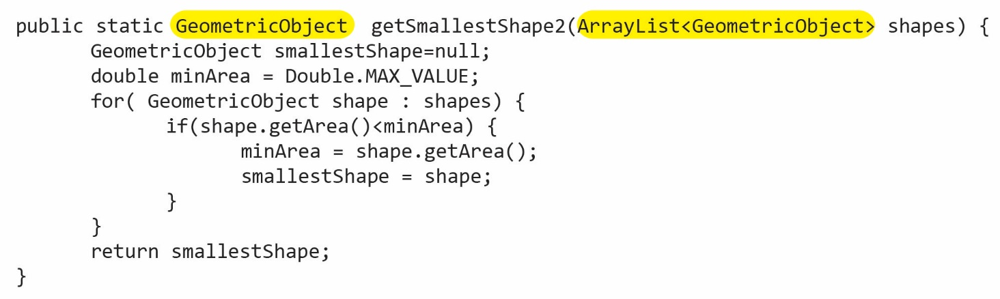 public static GeometricObject getSmallestShape2(ArrayList<GeometricObject> shapes) {
GeometricObject smallestShape=null;
double minArea = Double.MAX_VALUE;
for( GeometricObject shape : shapes) {
if(shape.getArea()<minArea) {
minArea = shape.getArea();
smallestShape = shape;
}
}
return smallestShape;
}